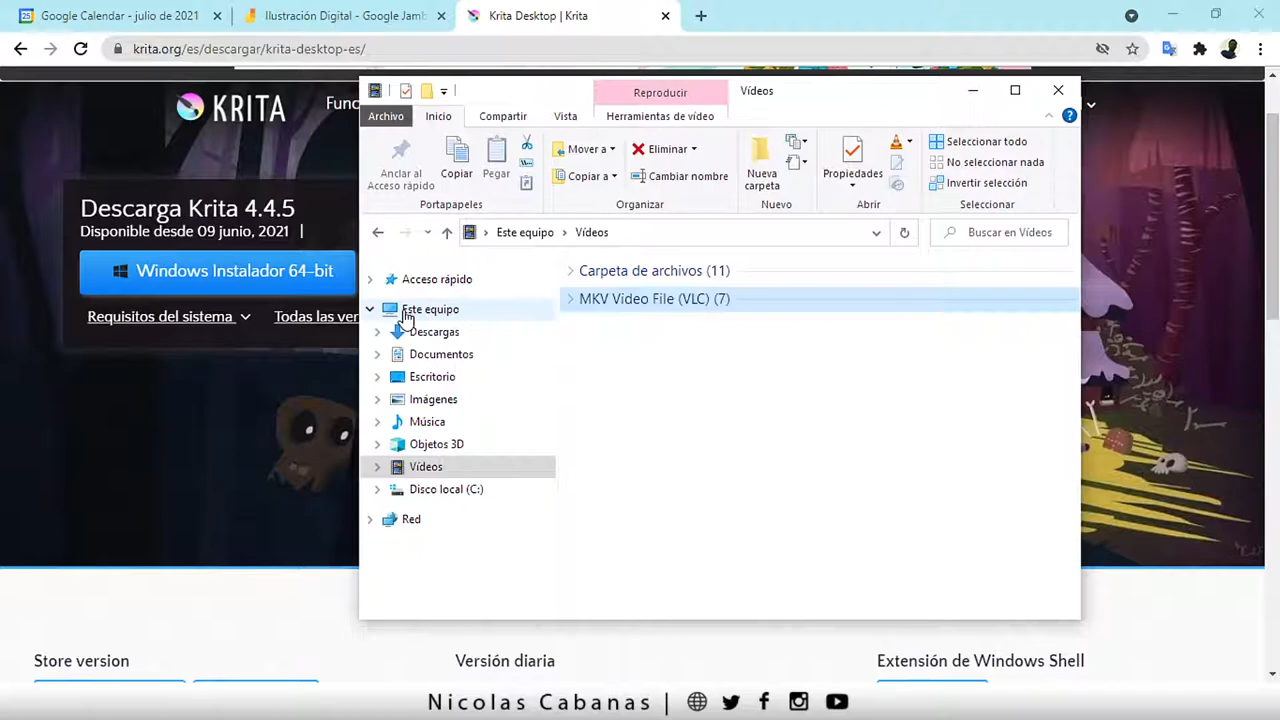 Google Calendar - julio de 2021
Ilustración Digital - Google Jamb
Krita Desktop | Krita
krita.org/es/descargar/krita-desktop-es/
KRITA
Func
Descarga Krita 4.4.5
Disponible desde 09 junio, 2021 |
Windows Instalador 64-bit
Requisitos del sistema
Todas las ver
Reproducir
Vídeos
Archivo
Inicio
Compartir
Vista
Herramientas de vídeo
Anclar al
Acceso rápido
Copiar
Pegar
Portapapeles
Mover a
Copiar a
Eliminar
Cambiar nombre
Organizar
Nueva
carpeta
Nuevo
Propiedades
Abrir
Seleccionar todo
No seleccionar nada
Invertir selección
Seleccionar
Este equipo > Vídeos
Buscar en Vídeos
Acceso rápido
Este equipo
Descargas
Documentos
Escritorio
Imágenes
Música
Objetos 3D
Vídeos
Disco local (C:)
Red
Carpeta de archivos (11)
MKV Video File (VLC) (7)
Store version
Versión diaria
Extensión de Windows Shell
Nicolas Cabanas |